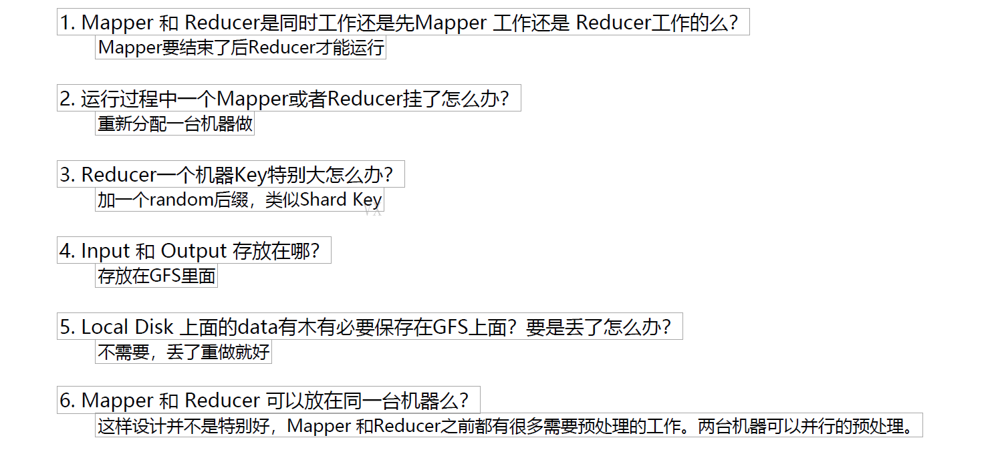 1. Mapper 和 Reducer是同时工作还是先Mapper 工作还是 Reducer工作的么？
Mapper要结束了后Reducer才能运行
2. 运行过程中一个Mapper或者Reducer挂了怎么办？
重新分配一台机器做
3. Reducer一个机器Key特别大怎么办？
加一个random后缀，类似Shard Key
VX
4. Input 和 Output 存放在哪？
存放在GFS里面
5. Local Disk 上面的data有木有必要保存在GFS上面？要是丢了怎么办？
不需要，丢了重做就好
6. Mapper 和 Reducer 可以放在同一台机器么？
这样设计并不是特别好，Mapper 和Reducer之前都有很多需要预处理的工作。两台机器可以并行的预处理。